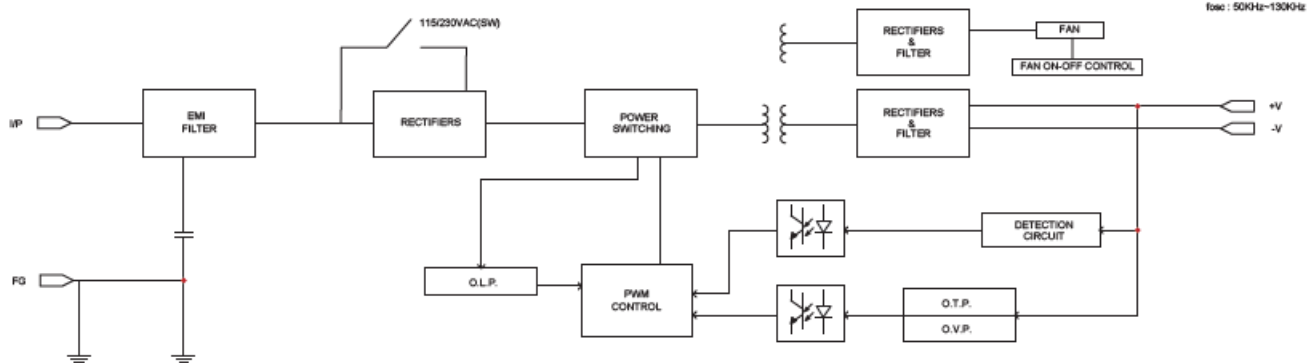 fosc : 50KHz~130KHz
115/230VAC(SW)
RECTIFIERS
&
FILTER
FAN
FAN ON-OFF CONTROL
I/P
EMI
FILTER
RECTIFIERS
POWER
SWITCHING
RECTIFIERS
&
FILTER
+V
-V
DETECTION
CIRCUIT
FG
O.L.P.
PWM
CONTROL
O.T.P.
O.V.P.